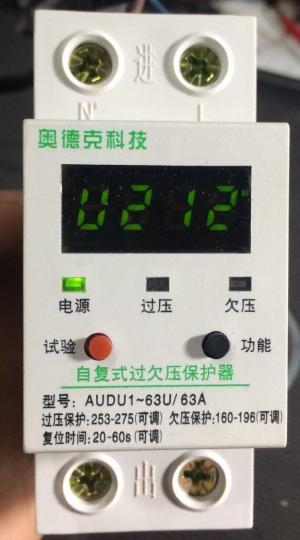 进
N L
奥德克科技
U212
电源 过压 欠压
试验 功能
自复式过欠压保护器
型号: AUDU1~63U/63A
过压保护:253-275(可调) 欠压保护:160-196(可调)
复位时间:20-60s(可调)
出